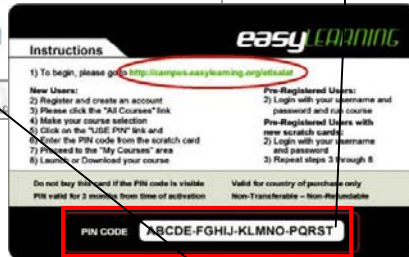 easyLEARNING
Instructions
1) To begin, please go to http://campus.easylearning.org/etisalat
New Users:
2) Register and create an account
3) Please click the "All Courses" link
4) Make your course selection
5) Click on the "USE PIN" link and
6) Enter the PIN code from the scratch card
7) Proceed to the "My Courses" area
8) Launch or Download your course
Pre-Registered Users:
2) Login with your username and
password and run course
Pre-Registered Users with
new scratch cards:
2) Login with your username
and password
3) Repeat steps 3 through 8
Do not buy this card if the PIN code is visible
PIN valid for 3 months from time of activation
Valid for country of purchase only
Non-Transferable – Non-Refundable
PIN CODE ABCDE-FGHIJ-KLMNO-PQRST